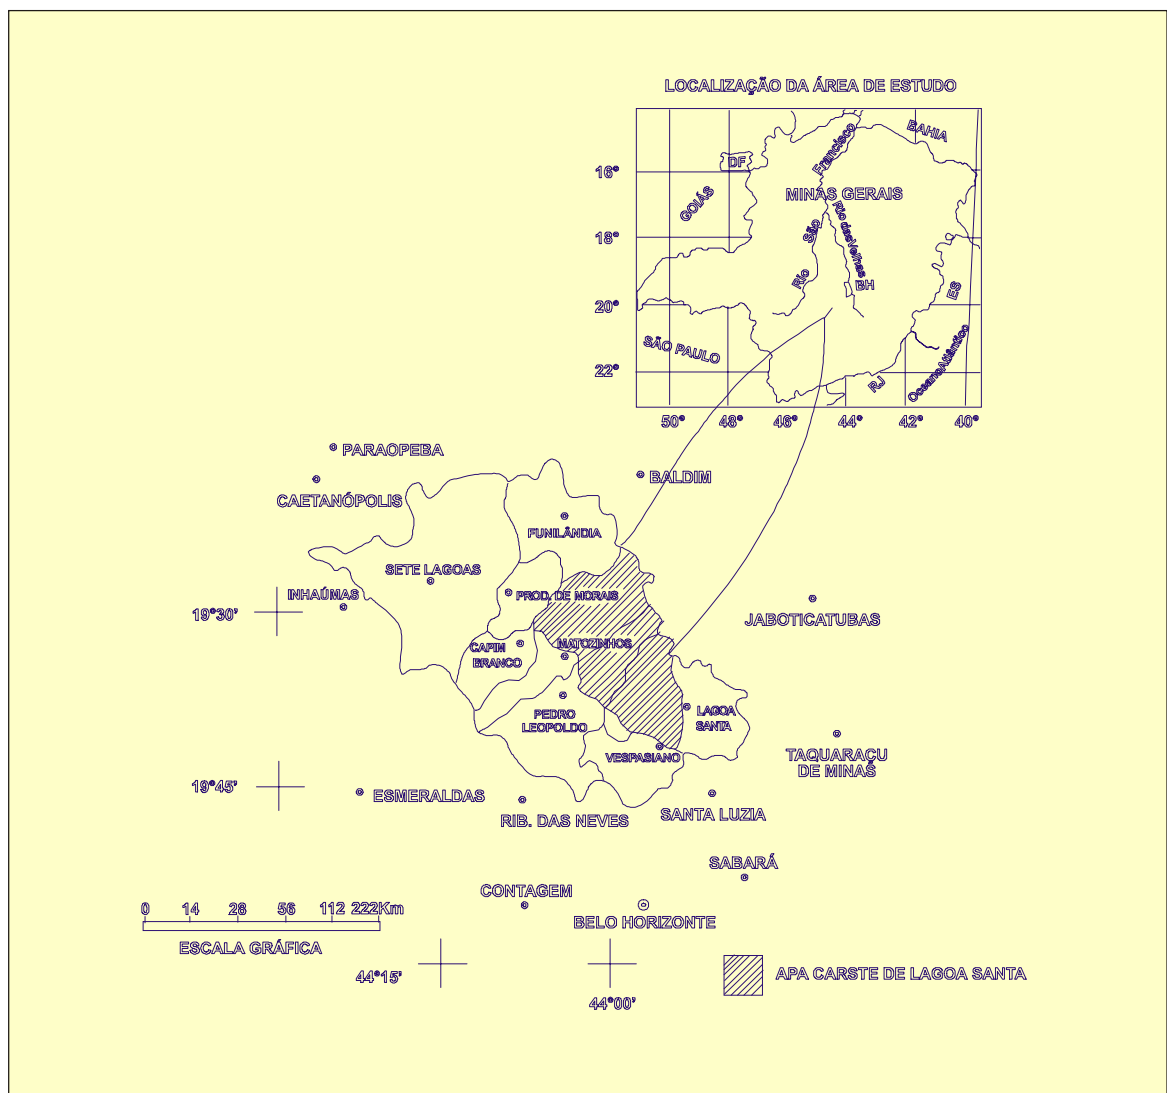 LOCALIZAÇÃO DA ÁREA DE ESTUDO
BAHIA
Francisco
DF
16°
MINAS GERAIS
GOIÁS
Rio das Velhas
São
18°
Rio
BH
ES
20°
SÃO PAULO
Oceano Atlântico
22°
RJ
50° 48° 46° 44° 42° 40°
PARAOPEBA
BALDIM
CAETANÓPOLIS
FUNILÂNDIA
SETE LAGOAS
INHAÚMAS
PROD. DE MORAIS
19°30'
JABOTICATUBAS
MATOZINHOS
CAPIM
BRANCO
PEDRO
LEOPOLDO
LAGOA
SANTA
VESPASIANO
TAQUARAÇU
DE MINAS
19°45'
ESMERALDAS
RIB. DAS NEVES
SANTA LUZIA
SABARÁ
CONTAGEM
BELO HORIZONTE
0 14 28 56 112 222Km
ESCALA GRÁFICA
44°15'
44°00'
APA CARSTE DE LAGOA SANTA